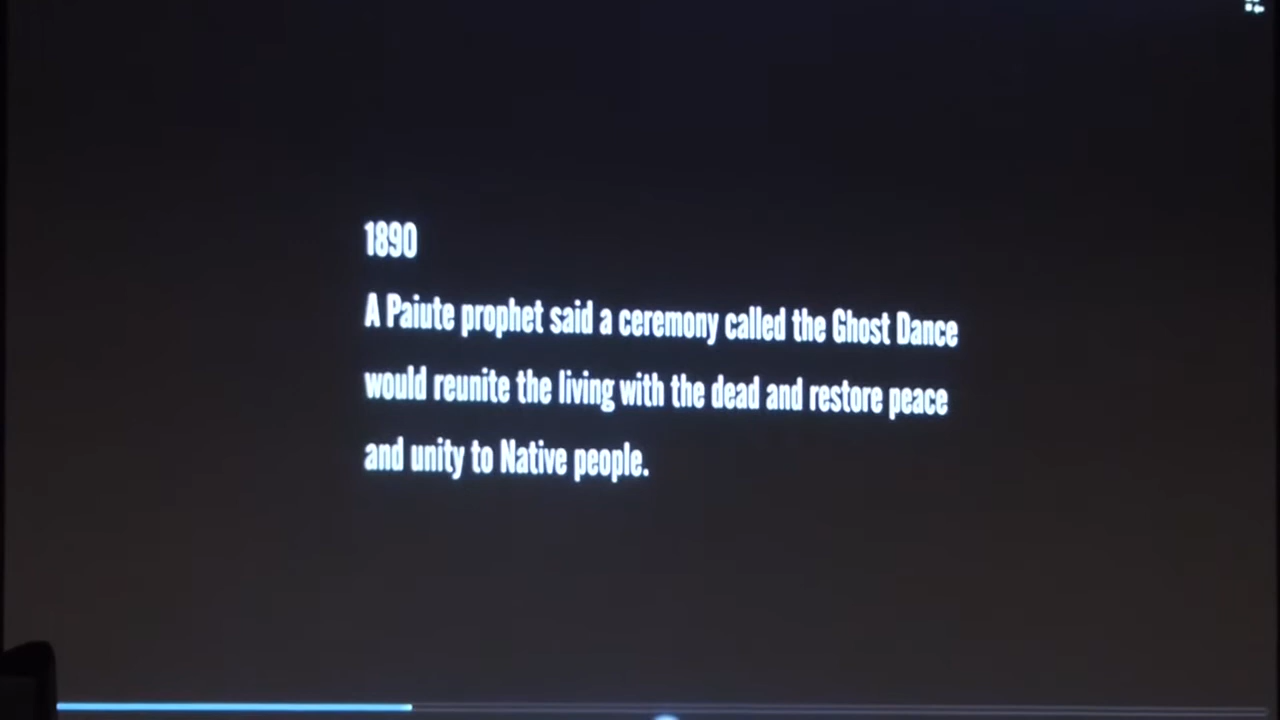 1890
A Paiute prophet said a ceremony called the Ghost Dance
would reunite the living with the dead and restore peace
and unity to Native people.